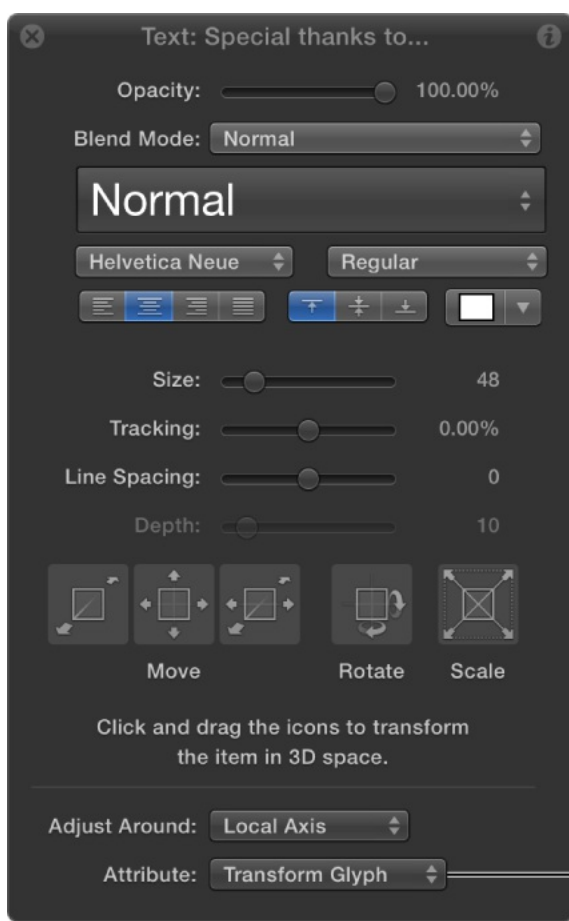 Text: Special thanks to...
Opacity: 100.00%
Blend Mode: Normal
Normal
Helvetica Neue Regular
Size: 48
Tracking: 0.00%
Line Spacing: 0
Depth: 10
Move Rotate Scale
Click and drag the icons to transform
the item in 3D space.
Adjust Around: Local Axis
Attribute: Transform Glyph